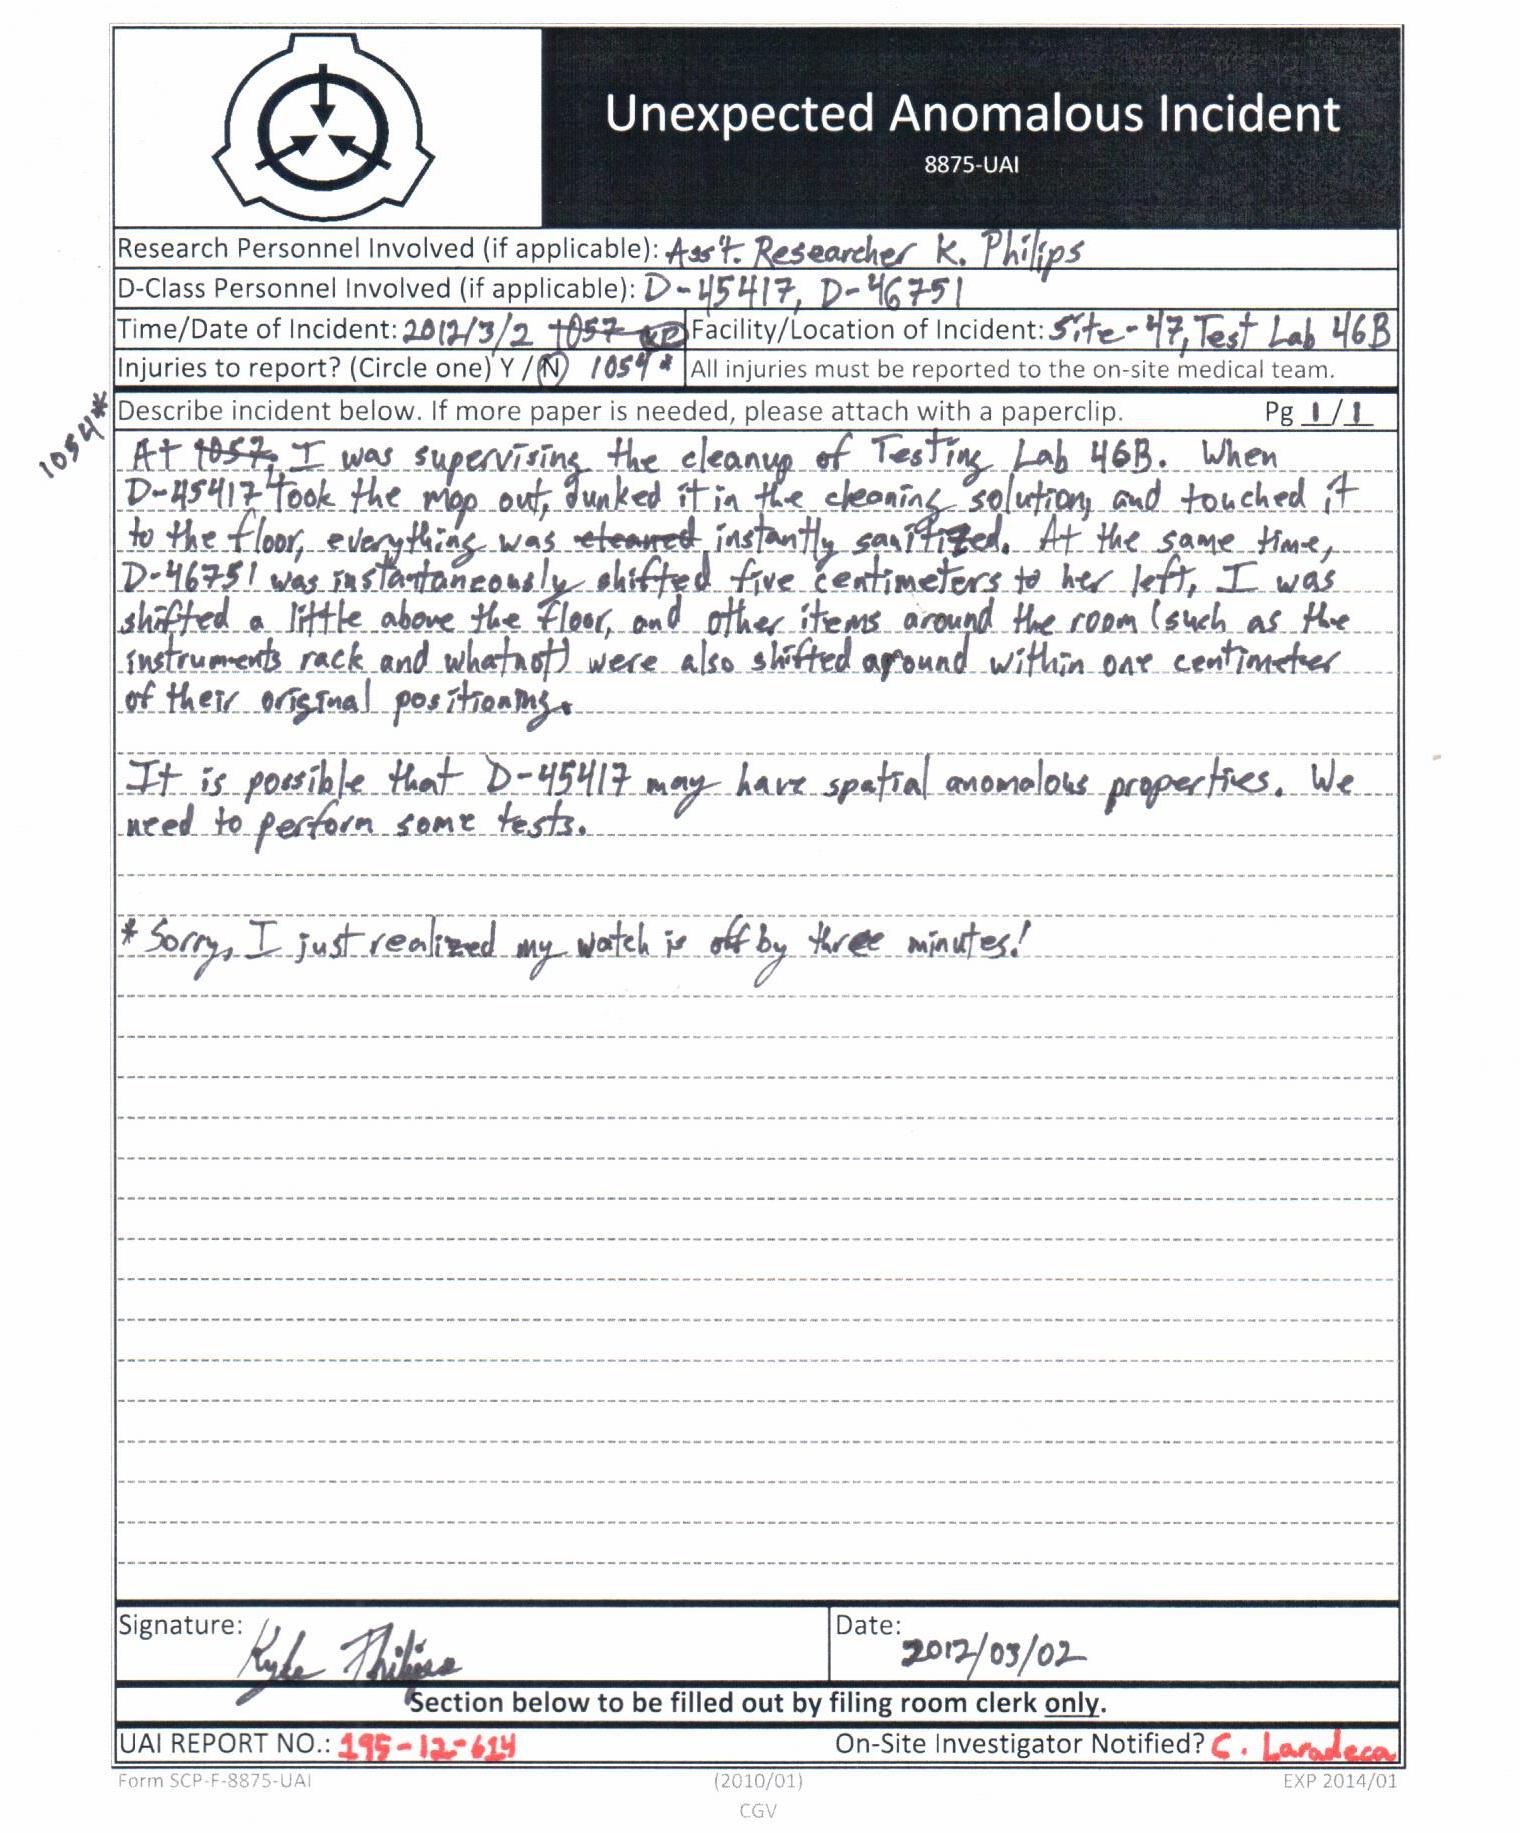 Unexpected Anomalous Incident
8875-UAI
Research Personnel Involved (if applicable): Ass't. Researcher K. Philips
D-Class Personnel Involved (if applicable): D-45417, D-46751
Time/Date of Incident: 2012/3/2 1057 KP Facility/Location of Incident: Site-47, Test Lab 46B
Injuries to report? (Circle one) Y / N 1054* All injuries must be reported to the on-site medical team.
Describe incident below. If more paper is needed, please attach with a paperclip. Pg 1/1
1054*
At 1057, I was supervising the cleanup of Testing Lab 46B. When
D-45417 took the mop out, dunked it in the cleaning solution, and touched it
to the floor, everything was cleaned instantly sanitized. At the same time,
D-46751 was instantaneously shifted five centimeters to her left, I was
shifted a little above the floor, and other items around the room (such as the
instruments rack and whatnot) were also shifted around within one centimeter
of their original positioning.
It is possible that D-45417 may have spatial anomalous properties. We
need to perform some tests.
* Sorry, I just realized my watch is off by three minutes!
Signature: Kyle Philips Date: 2012/03/02
Section below to be filled out by filing room clerk only.
UAI REPORT NO.: 195-12-614 On-Site Investigator Notified? C. Laradeca
Form SCP-F-8875-UAI (2010/01) EXP 2014/01
CGV